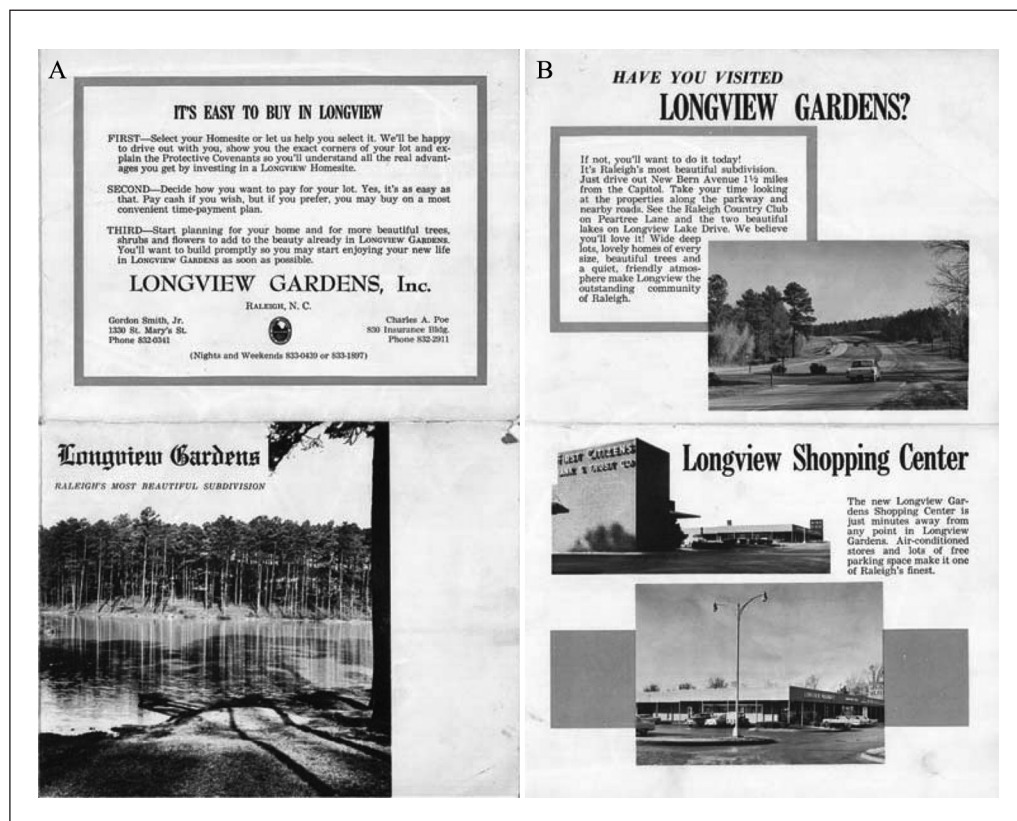 A
IT'S EASY TO BUY IN LONGVIEW
FIRST—Select your Homesite or let us help you select it. We'll be happy
to drive out with you, show you the exact corners of your lot and ex-
plain the Protective Covenants so you'll understand all the real advant-
ages you get by investing in a LONGVIEW Homesite.
SECOND—Decide how you want to pay for your lot. Yes, it's as easy as
that. Pay cash if you wish, but if you prefer, you may buy on a most
convenient time-payment plan.
THIRD—Start planning for your home and for more beautiful trees,
shrubs and flowers to add to the beauty already in LONGVIEW GARDENS.
You'll want to build promptly so you may start enjoying your new life
in LONGVIEW GARDENS as soon as possible.
LONGVIEW GARDENS, Inc.
RALEIGH, N. C.
Gordon Smith, Jr.
1330 St. Mary's St.
Phone 832-0341
Charles A. Poe
830 Insurance Bldg.
Phone 832-2911
(Nights and Weekends 833-0439 or 833-1897)
Longview Gardens
RALEIGH'S MOST BEAUTIFUL SUBDIVISION
B
HAVE YOU VISITED
LONGVIEW GARDENS?
If not, you'll want to do it today!
It's Raleigh's most beautiful subdivision.
Just drive out New Bern Avenue 1½ miles
from the Capitol. Take your time looking
at the properties along the parkway and
nearby roads. See the Raleigh Country Club
on Peartree Lane and the two beautiful
lakes on Longview Lake Drive. We believe
you'll love it! Wide deep
lots, lovely homes of every
size, beautiful trees and
a quiet, friendly atmos-
phere make Longview the
outstanding community
of Raleigh.
Longview Shopping Center
FIRST CITIZENS
The new Longview Gar-
dens Shopping Center is
just minutes away from
any point in Longview
Gardens. Air-conditioned
stores and lots of free
parking space make it one
of Raleigh's finest.